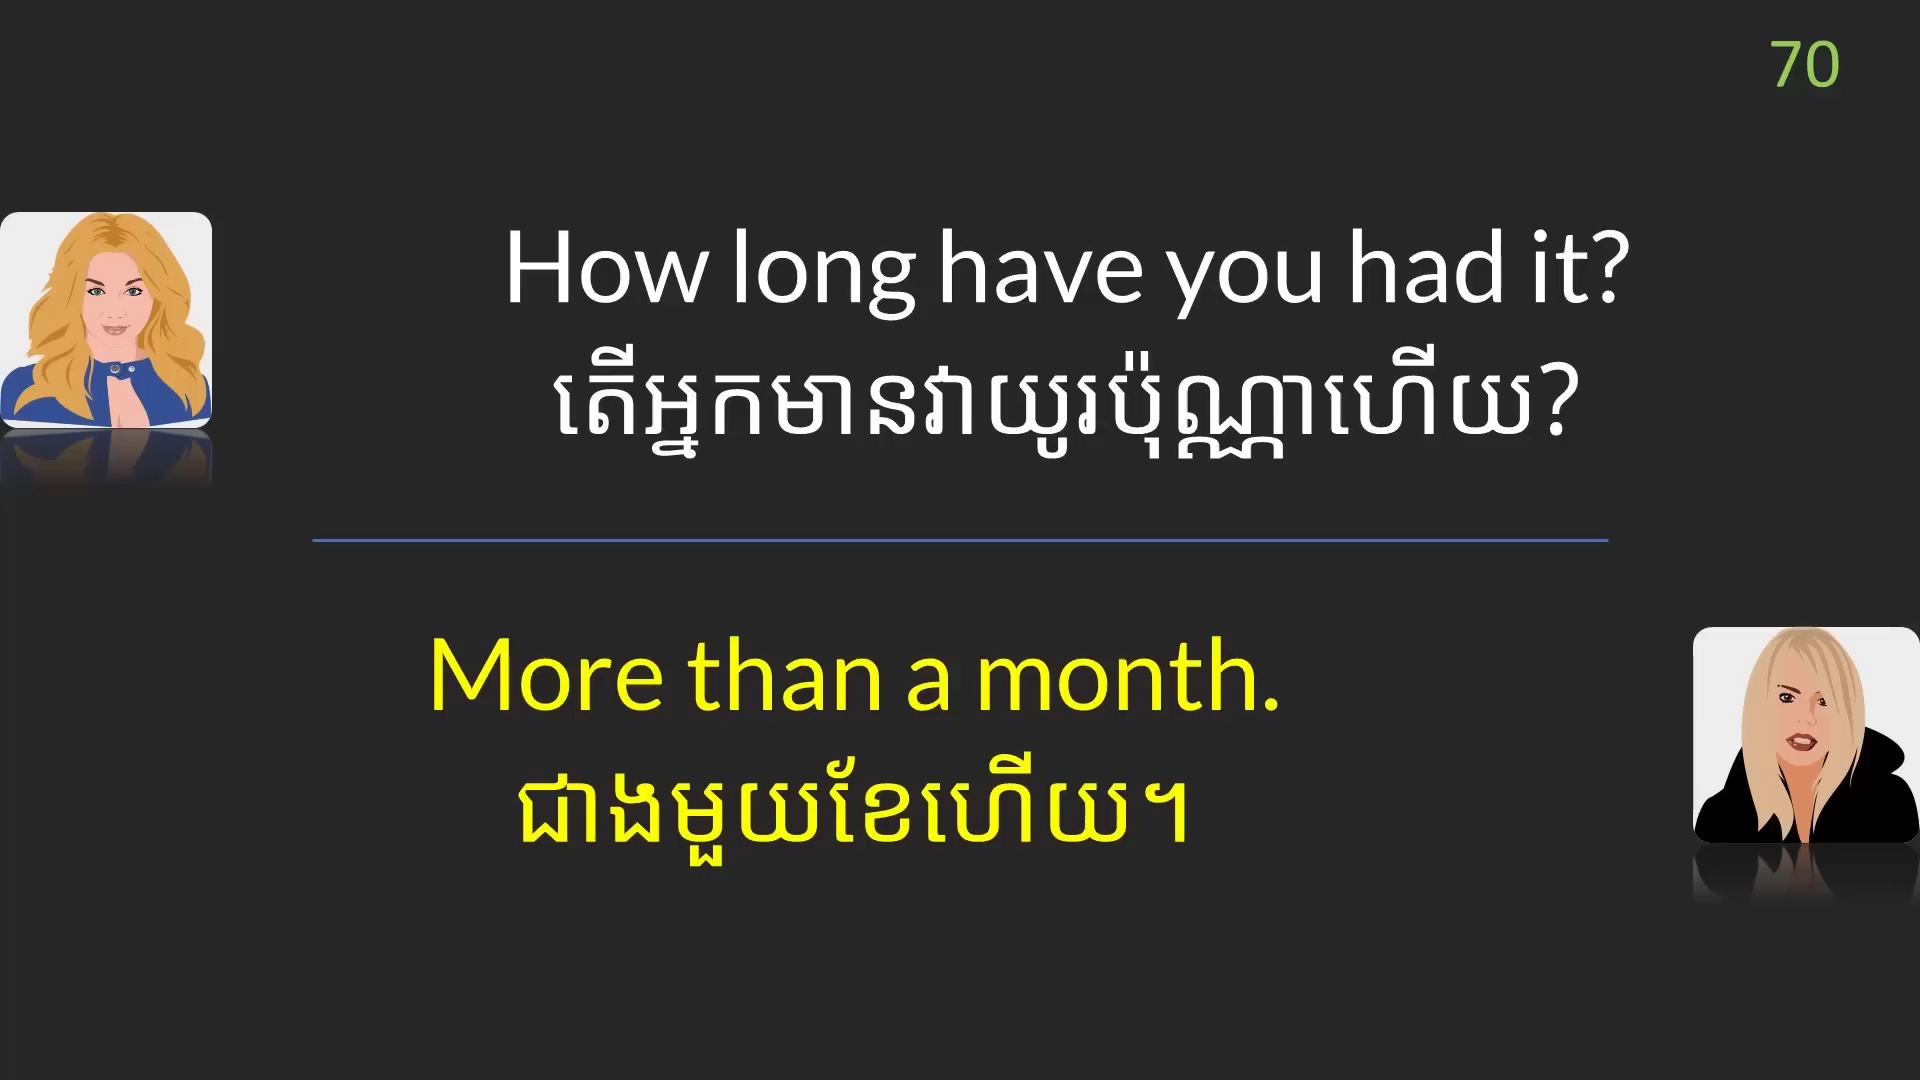 70
How long have you had it?
តើអ្នកមានវាយូរប៉ុណ្ណាហើយ?
More than a month.
ជាងមួយខែហើយ។